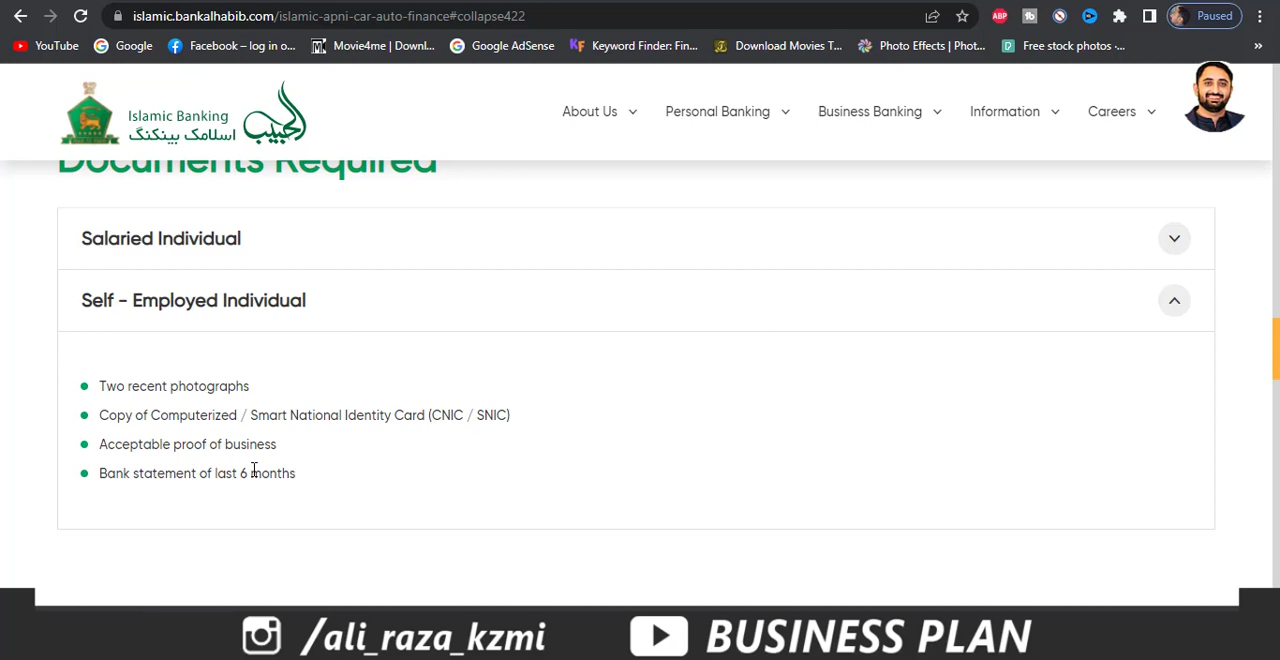 islamic.bankalhabib.com/islamic-apni-car-auto-finance#collapse422
ABP
Paused
YouTube
Google
Facebook – log in o...
Movie4me | Downl...
Google AdSense
Keyword Finder: Fin...
Download Movies T...
Photo Effects | Phot...
Free stock photos -...
Islamic Banking
اسلامک بینکنگ
الحبیب
About Us
Personal Banking
Business Banking
Information
Careers
Documents Required
Salaried Individual
Self - Employed Individual
Two recent photographs
Copy of Computerized / Smart National Identity Card (CNIC / SNIC)
Acceptable proof of business
Bank statement of last 6 months
/ali_raza_kzmi
BUSINESS PLAN